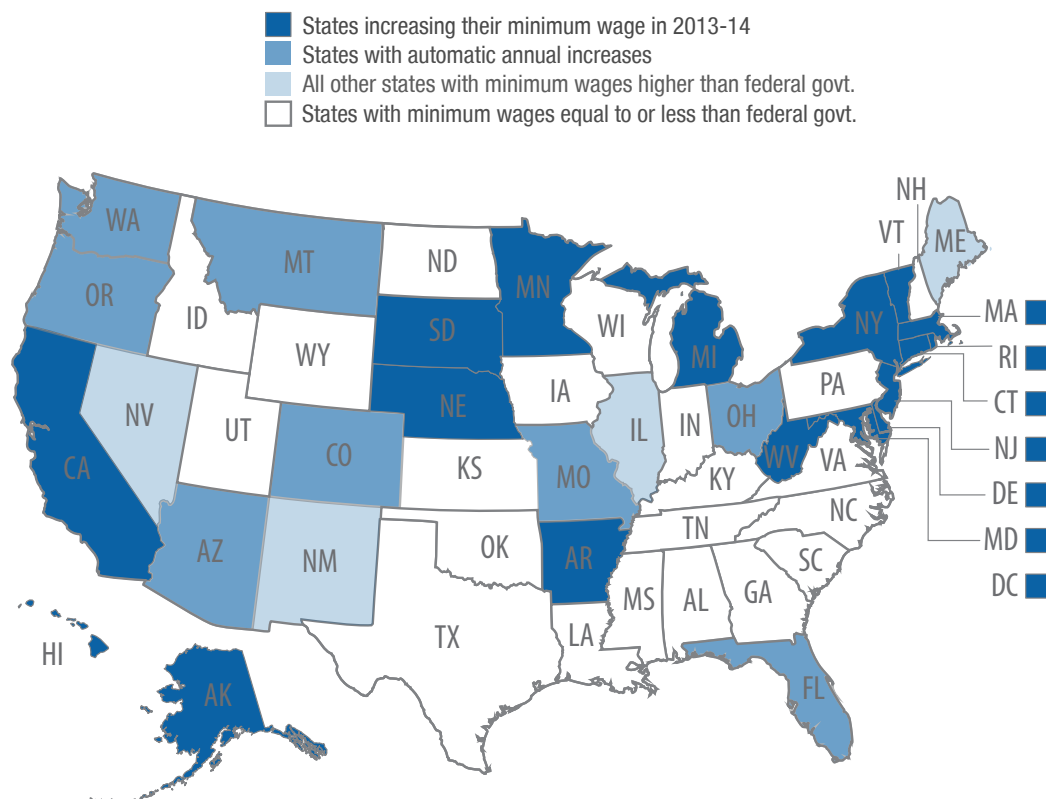 States increasing their minimum wage in 2013-14
States with automatic annual increases
All other states with minimum wages higher than federal govt.
States with minimum wages equal to or less than federal govt.
NH
WA
VT
ME
MT
ND
OR
MN
ID
SD
WI
NY
MA
WY
MI
RI
PA
NE
IA
CT
NV
OH
IL
IN
UT
NJ
CO
WV
CA
KS
VA
MO
KY
DE
NC
TN
OK
MD
AZ
NM
AR
SC
DC
MS
AL
GA
TX
LA
HI
AK
FL